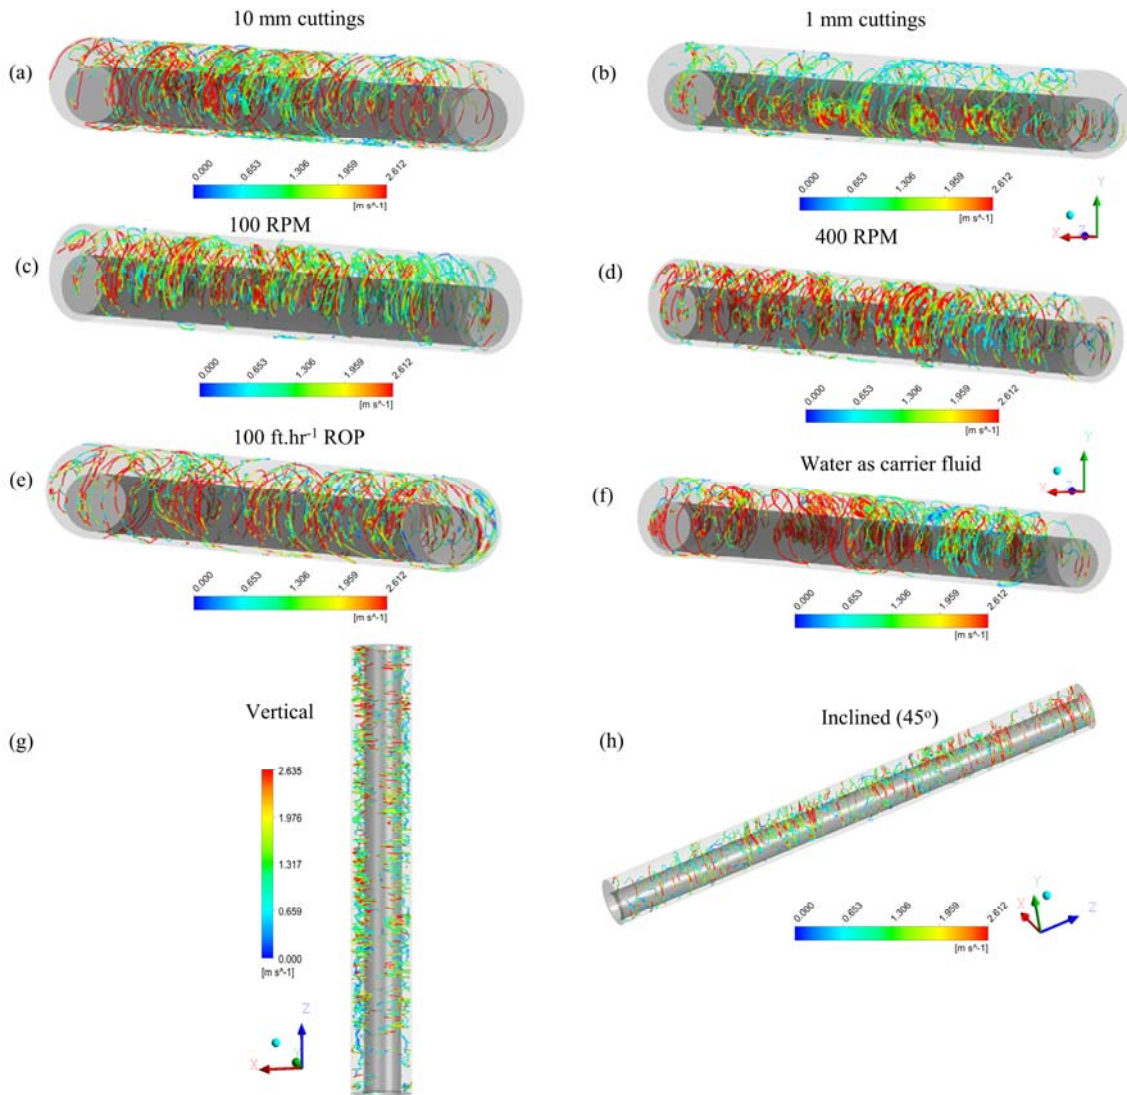 10 mm cuttings
1 mm cuttings
(a)
(b)
0.000 0.653 1.306 1.959 2.612
[m s^-1]
0.000 0.653 1.306 1.959 2.612
[m s^-1]
Y
X Z
100 RPM
400 RPM
(c)
(d)
0.000 0.653 1.306 1.959 2.612
[m s^-1]
0.000 0.653 1.306 1.959 2.612
[m s^-1]
100 ft.hr⁻¹ ROP
Water as carrier fluid
(e)
(f)
Y
X Z
0.000 0.653 1.306 1.959 2.612
[m s^-1]
0.000 0.653 1.306 1.959 2.612
[m s^-1]
Vertical
(g)
2.635
1.976
1.317
0.659
0.000
[m s^-1]
Z
X
Inclined (45º)
(h)
0.000 0.653 1.306 1.959 2.612
[m s^-1]
Y
X
Z